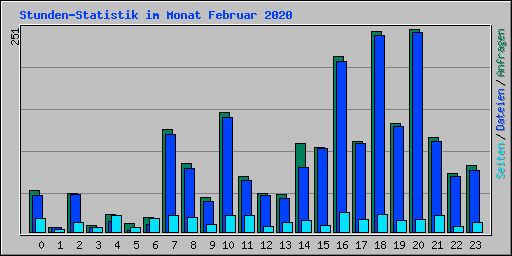 Stunden-Statistik im Monat Februar 2020
251
Seiten / Dateien / Anfragen
0 1 2 3 4 5 6 7 8 9 10 11 12 13 14 15 16 17 18 19 20 21 22 23